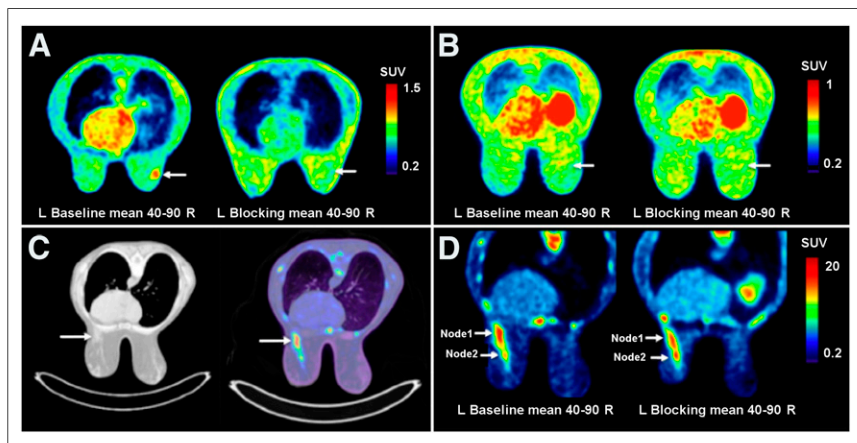 A
SUV
1.5
0.2
L Baseline mean 40-90 R
L Blocking mean 40-90 R
B
SUV
1
0.2
L Baseline mean 40-90 R
L Blocking mean 40-90 R
C
D
SUV
20
0.2
Node1
Node2
Node1
Node2
L Baseline mean 40-90 R
L Blocking mean 40-90 R